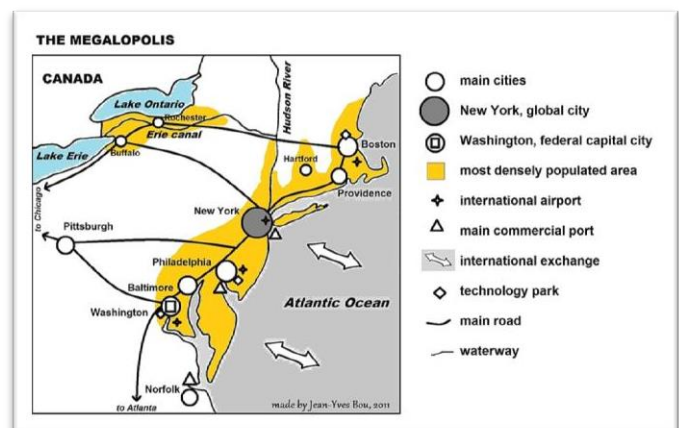 THE MEGALOPOLIS
CANADA
Lake Ontario
Rochester
Erie canal
Hudson River
Lake Erie
Buffalo
Boston
Hartford
Providence
to Chicago
New York
Pittsburgh
Philadelphia
Baltimore
Washington
Atlantic Ocean
Norfolk
to Atlanta
made by Jean-Yves Bou, 2011
main cities
New York, global city
Washington, federal capital city
most densely populated area
international airport
main commercial port
international exchange
technology park
main road
waterway